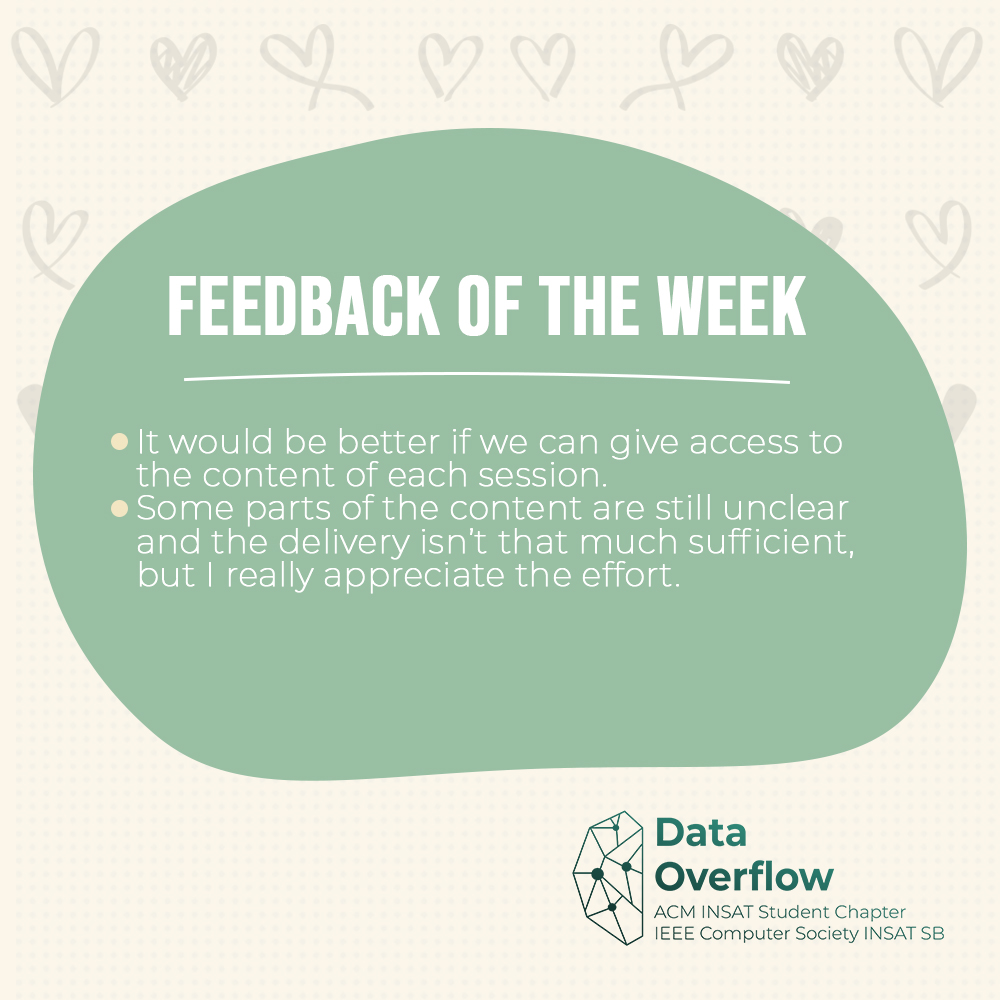 FEEDBACK OF THE WEEK
It would be better if we can give access to
the content of each session.
Some parts of the content are still unclear
and the delivery isn't that much sufficient,
but I really appreciate the effort.
Data
Overflow
ACM INSAT Student Chapter
IEEE Computer Society INSAT SB